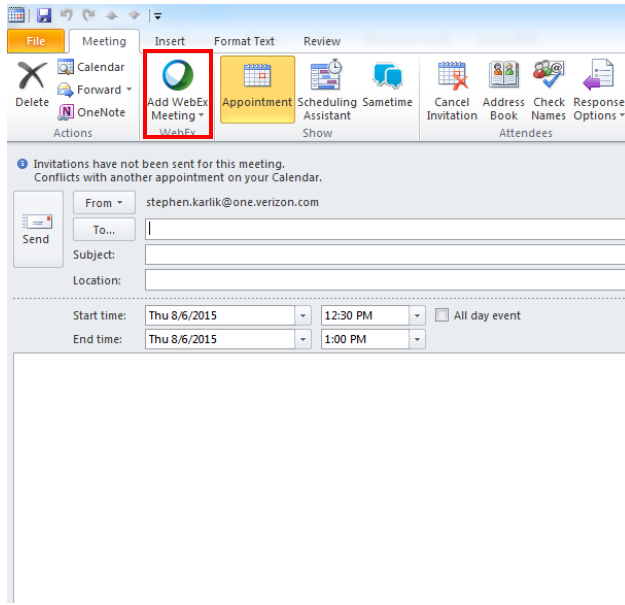 File Meeting Insert Format Text Review
Delete
Calendar
Forward
OneNote
Actions
Add WebEx
Meeting
WebEx
Appointment
Scheduling
Assistant
Sametime
Show
Cancel
Invitation
Address
Book
Check
Names
Response
Options
Attendees
Invitations have not been sent for this meeting.
Conflicts with another appointment on your Calendar.
Send
From stephen.karlik@one.verizon.com
To...
Subject:
Location:
Start time: Thu 8/6/2015 12:30 PM All day event
End time: Thu 8/6/2015 1:00 PM